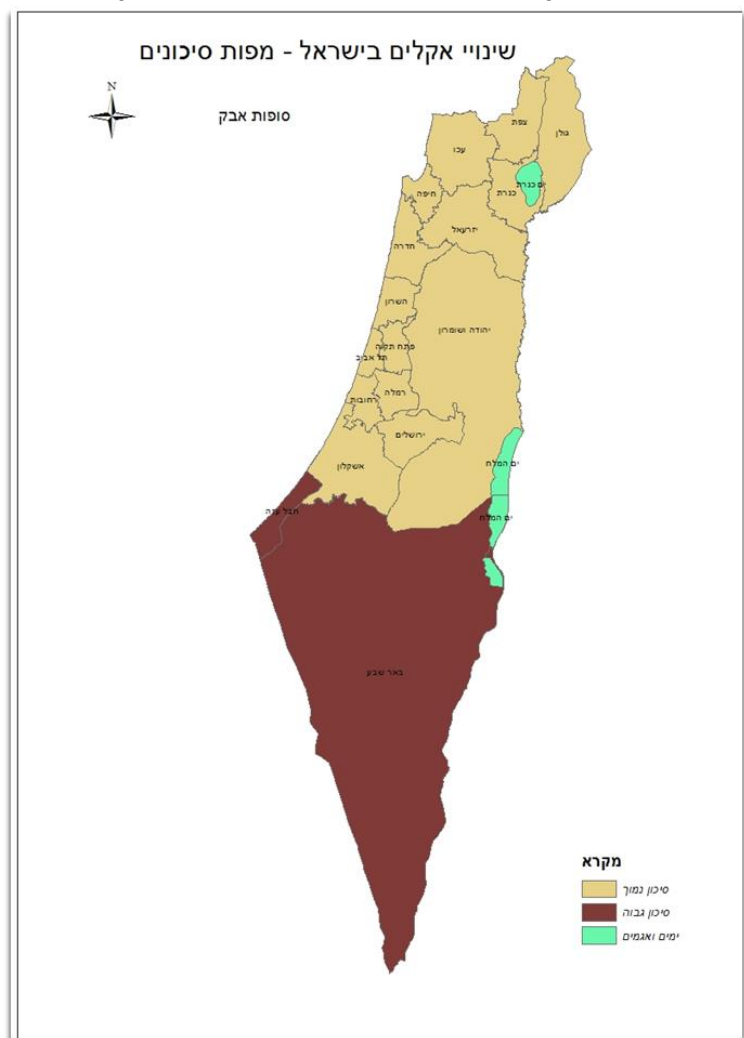 שינויי אקלים בישראל - מפות סיכונים
N
סופות אבק
צפת
גולן
עכו
ים כנרת
כנרת
חיפה
יזרעאל
חדרה
השרון
יהודה ושומרון
פתח תקוה
תל אביב
רמלה
רחובות
ירושלים
ים המלח
אשקלון
חבל עזה
ים המלח
באר שבע
מקרא
סיכון נמוך
סיכון גבוה
ימים ואגמים